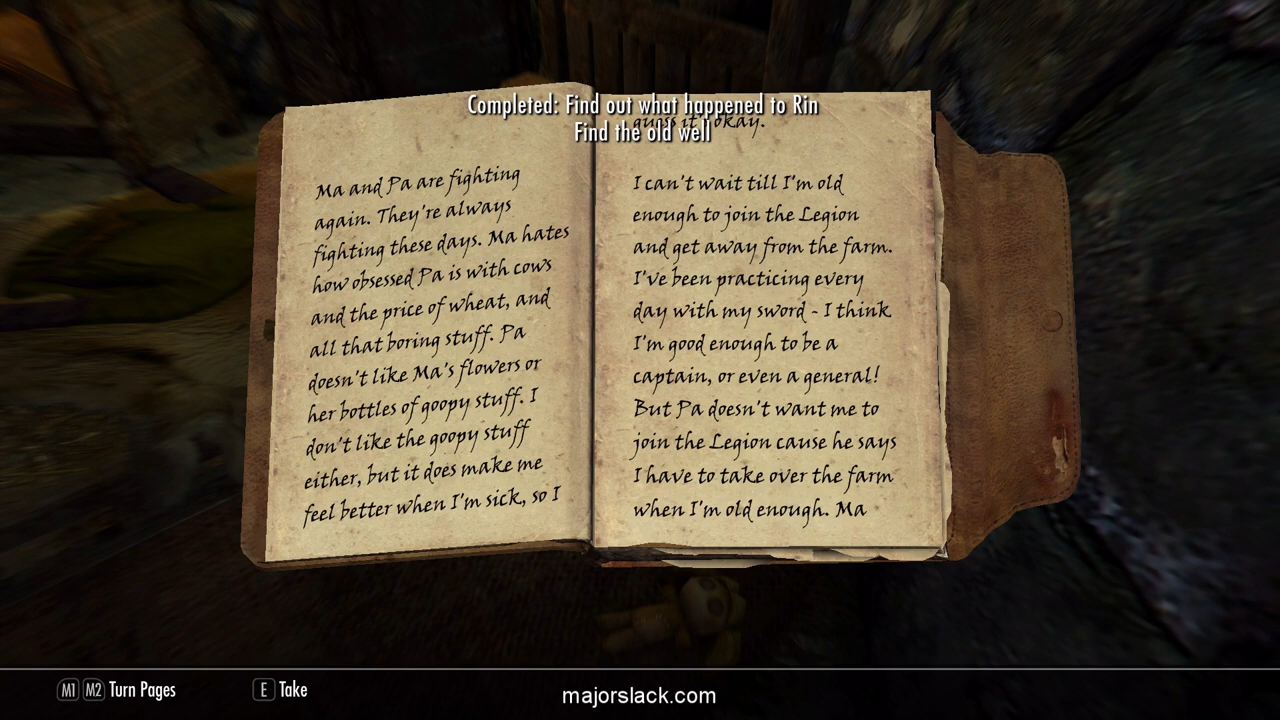 Completed: Find out what happened to Rin
Find the old well
Ma and Pa are fighting
again. They're always
fighting these days. Ma hates
how obsessed Pa is with cows
and the price of wheat, and
all that boring stuff. Pa
doesn't like Ma's flowers or
her bottles of goopy stuff. I
don't like the goopy stuff
either, but it does make me
feel better when I'm sick, so I
guess it okay.
I can't wait till I'm old
enough to join the Legion
and get away from the farm.
I've been practicing every
day with my sword - I think
I'm good enough to be a
captain, or even a general!
But Pa doesn't want me to
join the Legion cause he says
I have to take over the farm
when I'm old enough. Ma
M1 M2 Turn Pages
E Take
majorslack.com